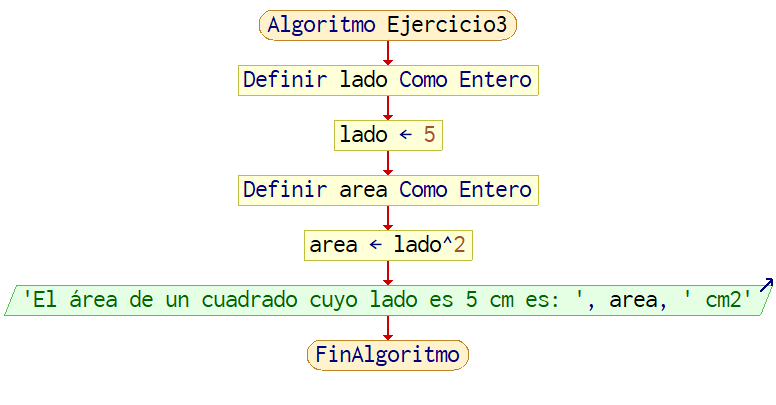 Algoritmo Ejercicio3
Definir lado Como Entero
lado ← 5
Definir area Como Entero
area ← lado^2
'El área de un cuadrado cuyo lado es 5 cm es: ', area, ' cm2'
FinAlgoritmo